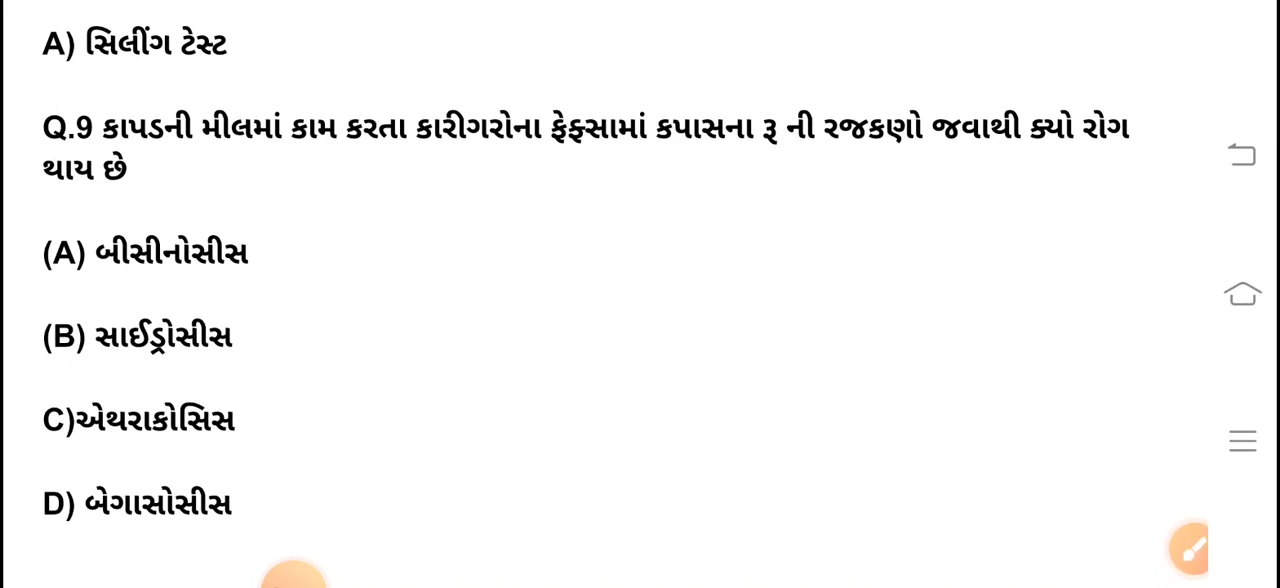 A) સિલીંગ ટેસ્ટ
Q.9 કાપડની મીલમાં કામ કરતા કારીગરોના ફેફ્સામાં કપાસના રૂ ની રજકણો જવાથી ક્યો રોગ
થાય છે
(A) બીસીનોસીસ
(B) સાઈડ્રોસીસ
C)એથરાકોસિસ
D) બેગાસોસીસ